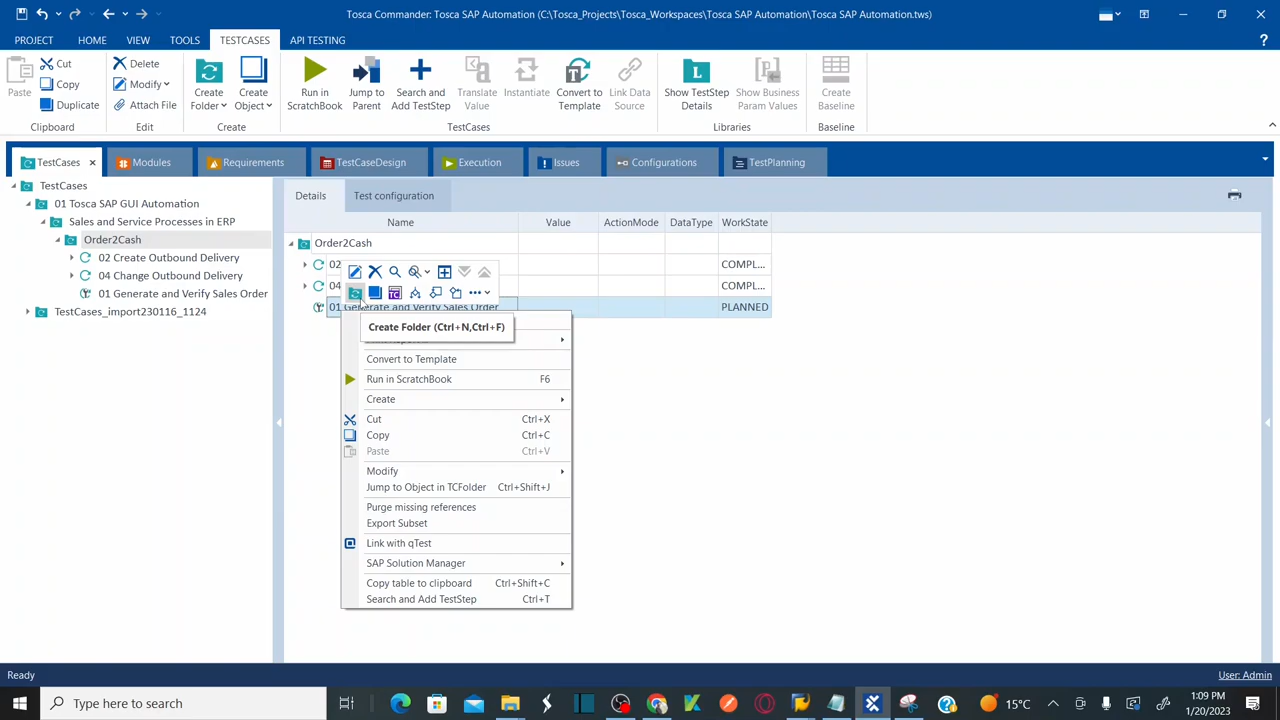 Tosca Commander: Tosca SAP Automation (C:\Tosca_Projects\Tosca_Workspaces\Tosca SAP Automation\Tosca SAP Automation.tws)
PROJECT HOME VIEW TOOLS TESTCASES API TESTING
Paste
Cut
Copy
Duplicate
Clipboard
Delete
Modify
Attach File
Edit
Create Folder
Create Object
Create
Run in ScratchBook
Jump to Parent
Search and Add TestStep
Translate Value
Instantiate
Convert to Template
Link Data Source
TestCases
Show TestStep Details
Show Business Param Values
Libraries
Create Baseline
Baseline
TestCases Modules Requirements TestCaseDesign Execution Issues Configurations TestPlanning
TestCases
01 Tosca SAP GUI Automation
Sales and Service Processes in ERP
Order2Cash
02 Create Outbound Delivery
04 Change Outbound Delivery
01 Generate and Verify Sales Order
TestCases_import230116_1124
Details Test configuration
Name Value ActionMode DataType WorkState
Order2Cash
02 COMPL...
04 COMPL...
01 Generate and Verify Sales Order PLANNED
Create Folder (Ctrl+N,Ctrl+F)
Convert to Template
Run in ScratchBook F6
Create
Cut Ctrl+X
Copy Ctrl+C
Paste Ctrl+V
Modify
Jump to Object in TCFolder Ctrl+Shift+J
Purge missing references
Export Subset
Link with qTest
SAP Solution Manager
Copy table to clipboard Ctrl+Shift+C
Search and Add TestStep Ctrl+T
Ready
User: Admin
Type here to search
15°C
1:09 PM
1/20/2023